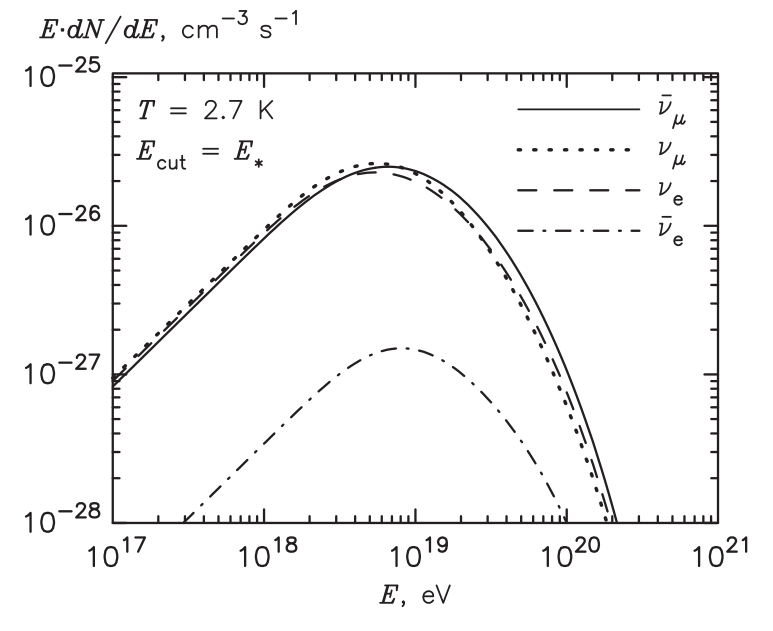 E·dN/dE, cm⁻³ s⁻¹
10⁻²⁵
T = 2.7 K
E_cut = E_*
ν̄_μ
ν_μ
ν_e
ν̄_e
10⁻²⁶
10⁻²⁷
10⁻²⁸
10¹⁷ 10¹⁸ 10¹⁹ 10²⁰ 10²¹
E, eV